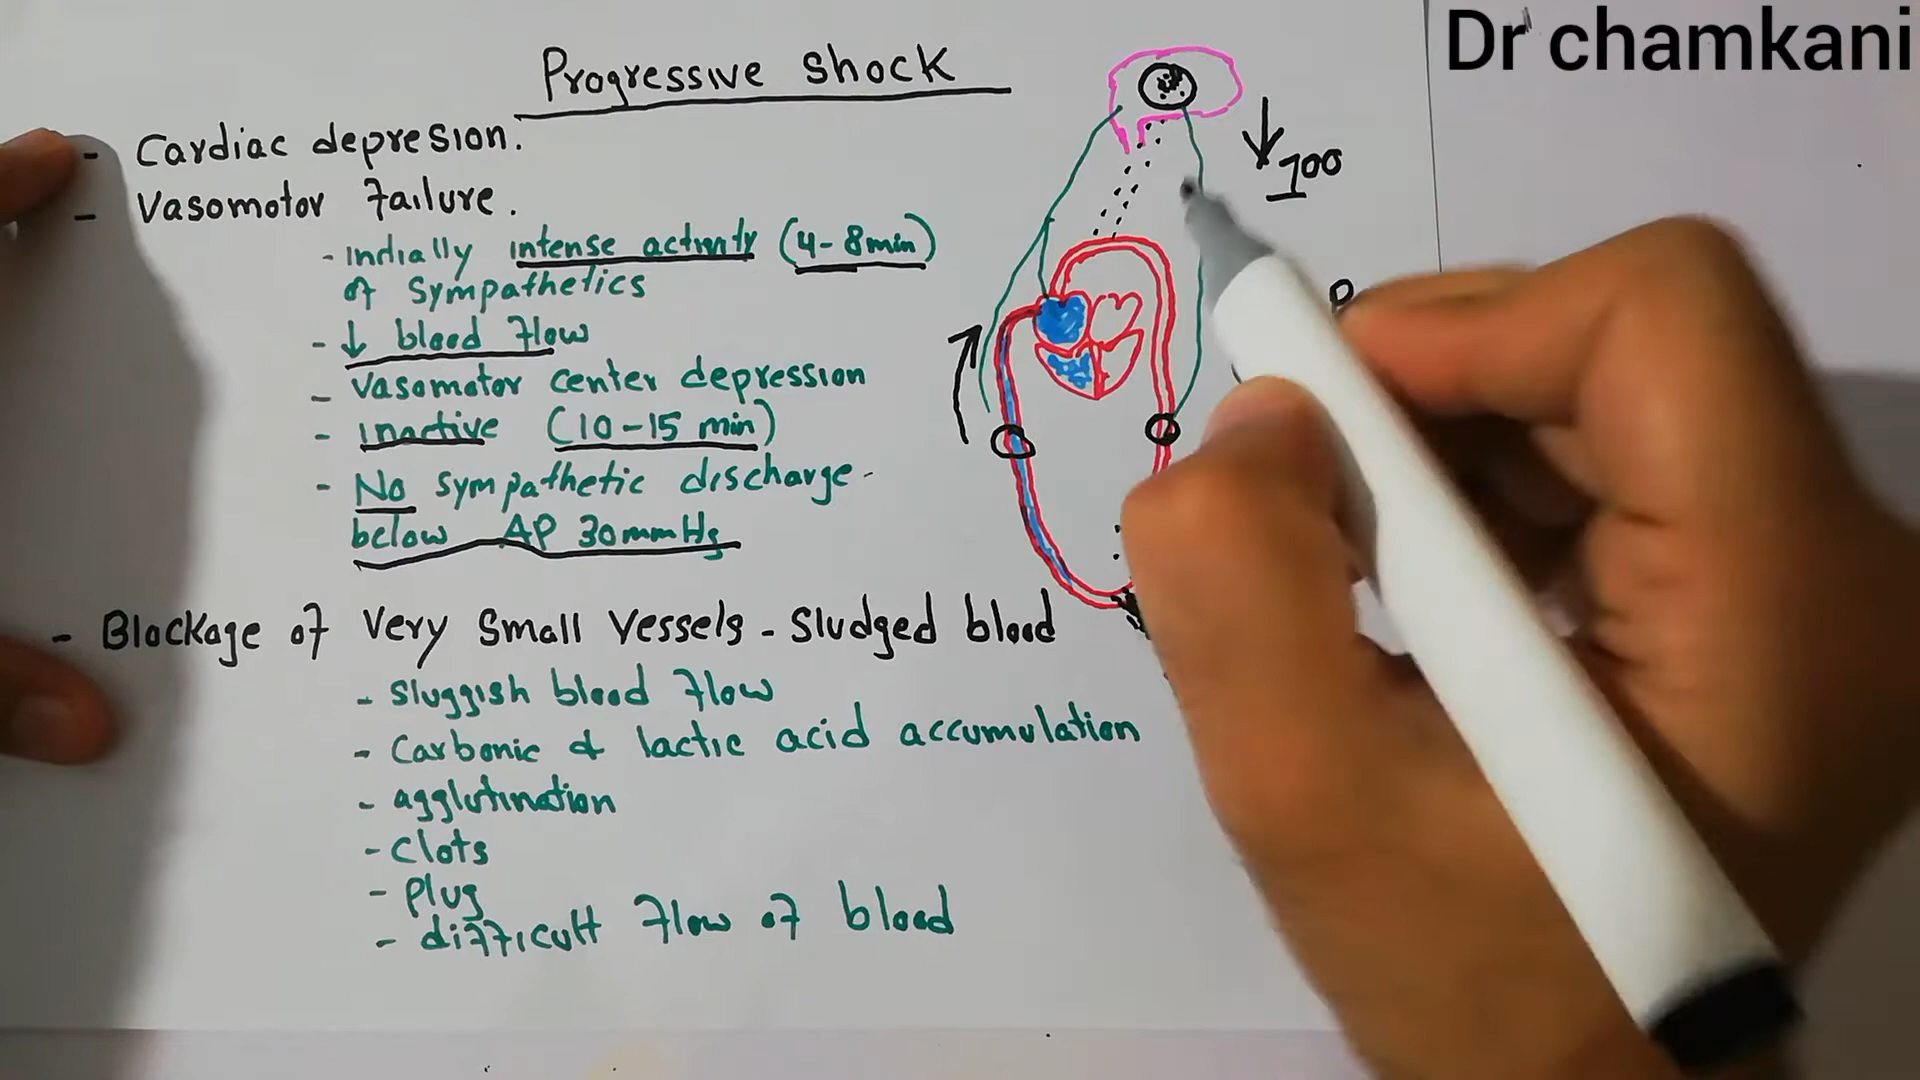 Dr chamkani
Progressive shock
- Cardiac depresion.
- Vasomotor Failure.
- Indially intense activity (4-8min)
of Sympathetics
- ↓ blood flow
- Vasomotor center depression
- inactive (10-15 min)
- No sympathetic discharge-
below AP 30mmHg
↓ 100
P
- Blockage of Very Small Vessels - Sludged blood
- Sluggish blood flow
- Carbonic & lactic acid accumulation
- agglutination
- Clots
- Plug
- difficult flow of blood